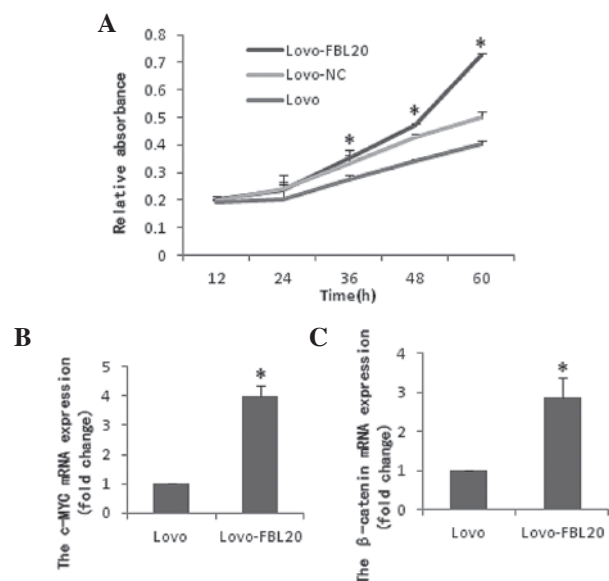 A
Relative absorbance
0.8
0.7
0.6
0.5
0.4
0.3
0.2
0.1
0
Lovo-FBL20
Lovo-NC
Lovo
*
*
*
12 24 36 48 60
Time(h)
B
The c-MYC mRNA expression
(fold change)
5
4
3
2
1
0
*
Lovo Lovo-FBL20
C
The β-catenin mRNA expression
(fold change)
4
3
2
1
0
*
Lovo Lovo-FBL20